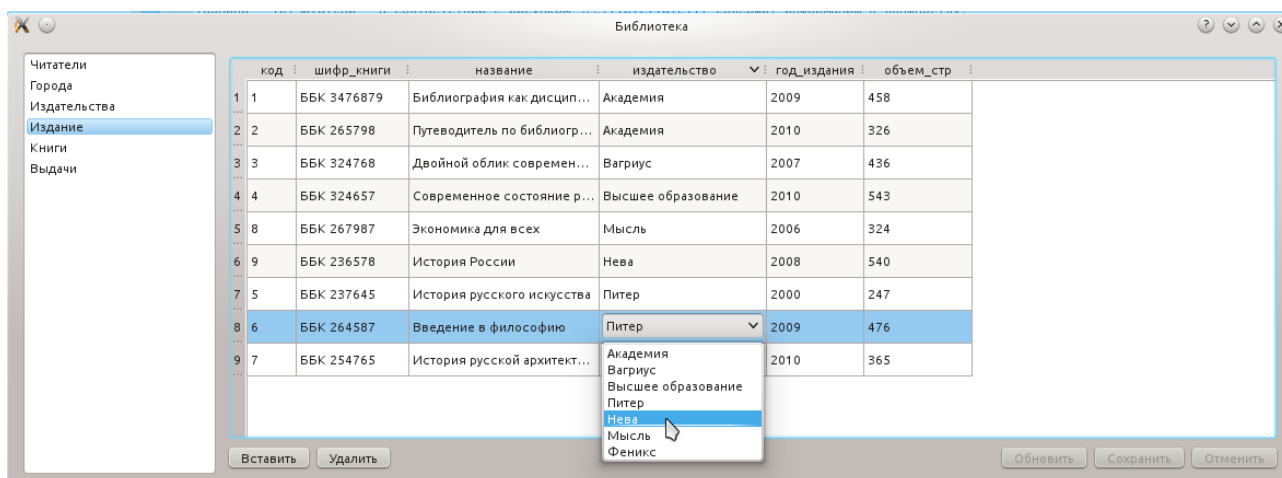 Библиотека
Читатели
Города
Издательства
Издание
Книги
Выдачи
код шифр_книги название издательство год_издания объем_стр
1 1 ББК 3476879 Библиография как дисцип... Академия 2009 458
2 2 ББК 265798 Путеводитель по библиогр... Академия 2010 326
3 3 ББК 324768 Двойной облик современ... Вагриус 2007 436
4 4 ББК 324657 Современное состояние р... Высшее образование 2010 543
5 8 ББК 267987 Экономика для всех Мысль 2006 324
6 9 ББК 236578 История России Нева 2008 540
7 5 ББК 237645 История русского искусства Питер 2000 247
8 6 ББК 264587 Введение в философию Питер 2009 476
9 7 ББК 254765 История русской архитект... 2010 365
Академия
Вагриус
Высшее образование
Питер
Нева
Мысль
Феникс
Вставить Удалить Обновить Сохранить Отменить